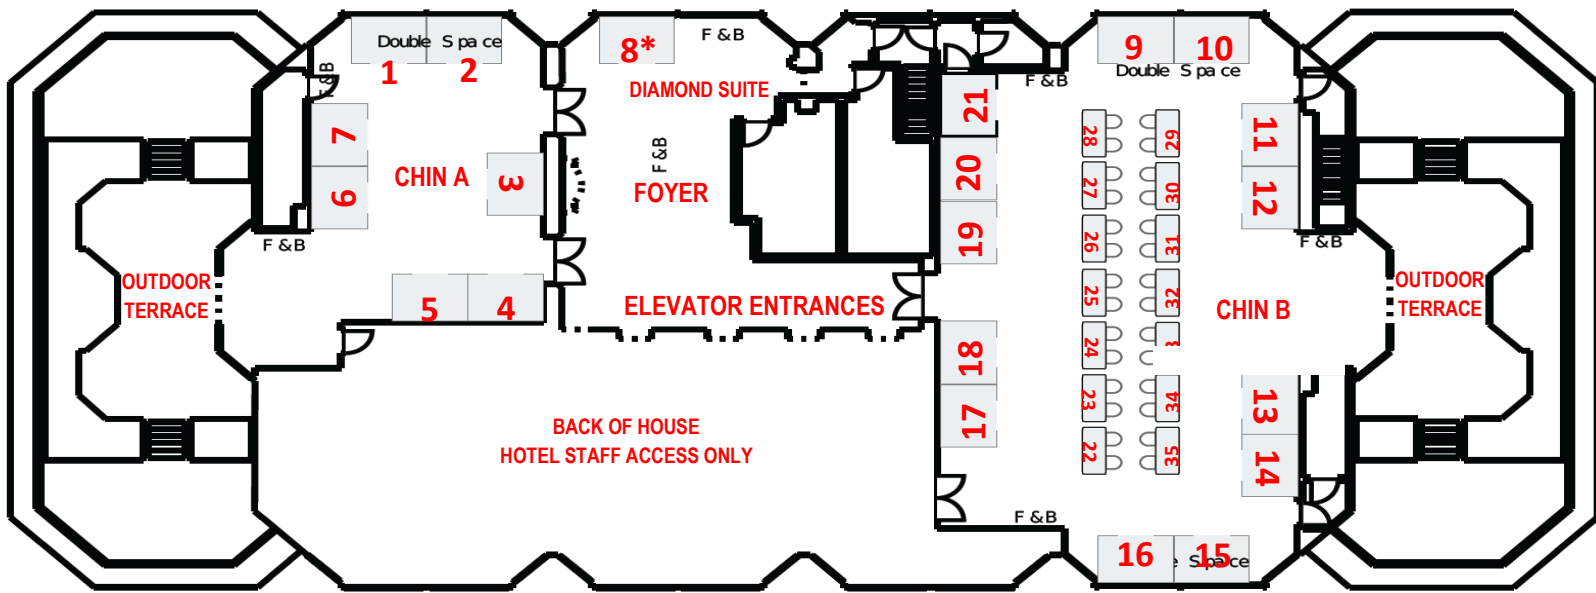 Double Space
1
2
8*
F & B
9
10
Double Space
F & B
DIAMOND SUITE
F & B
21
28
29
11
7
CHIN A
3
F & B
FOYER
20
27
30
12
6
19
26
31
F & B
F & B
OUTDOOR
TERRACE
5
4
ELEVATOR ENTRANCES
25
32
CHIN B
OUTDOOR
TERRACE
18
24
23
34
13
17
BACK OF HOUSE
HOTEL STAFF ACCESS ONLY
22
35
14
F & B
16
15
Space